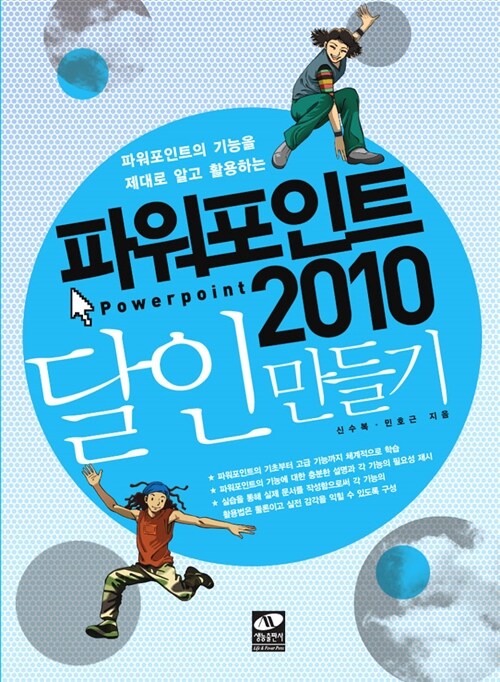 파워포인트의 기능을
제대로 알고 활용하는
파워포인트
Powerpoint 2010
달인만들기
신수복 · 민호근 지음
★ 파워포인트의 기초부터 고급 기능까지 체계적으로 학습
★ 파워포인트의 기능에 대한 충분한 설명과 각 기능의 필요성 제시
★ 실습을 통해 실제 문서를 작성함으로써 각 기능의
활용법은 물론이고 실전 감각을 익힐 수 있도록 구성
생능출판사
Life & Power Press